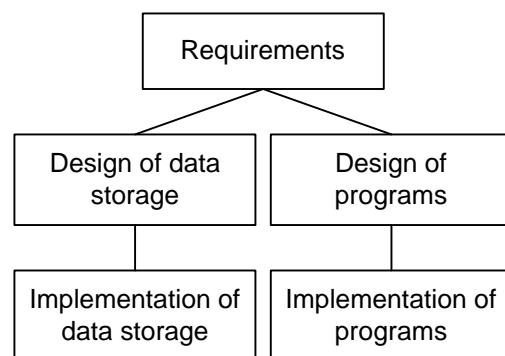 Requirements
Design of data
storage
Design of
programs
Implementation of
data storage
Implementation of
programs